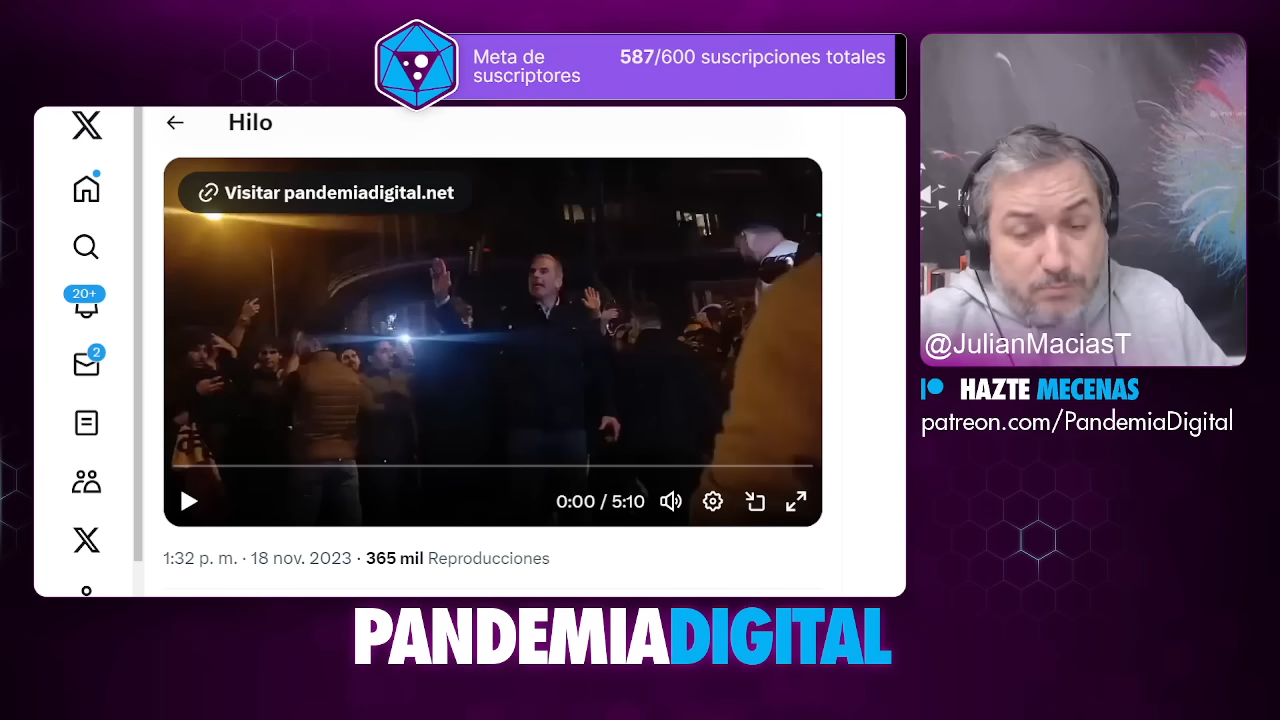 Meta de
suscriptores
587/600 suscripciones totales
Hilo
Visitar pandemiadigital.net
20+
2
0:00 / 5:10
1:32 p. m. · 18 nov. 2023 · 365 mil Reproducciones
@JulianMaciasT
HAZTE MECENAS
patreon.com/PandemiaDigital
PANDEMIADIGITAL